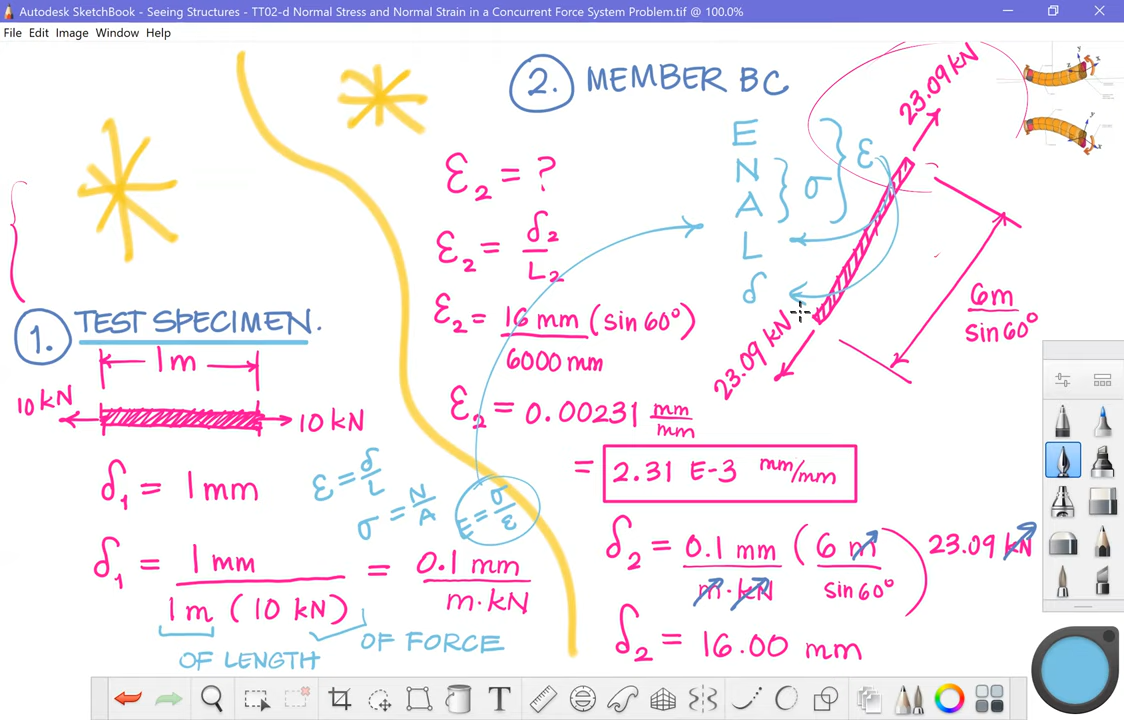 Autodesk SketchBook - Seeing Structures - TT02-d Normal Stress and Normal Strain in a Concurrent Force System Problem.tif @ 100.0%
File Edit Image Window Help
1. TEST SPECIMEN.
1m
10 kN
10 kN
δ₁ = 1 mm
δ₁ = 1 mm / 1m (10 kN) = 0.1 mm / m·kN
OF LENGTH
OF FORCE
ε = δ/L
σ = N/A
E = σ/ε
2. MEMBER BC
ε₂ = ?
ε₂ = δ₂/L₂
ε₂ = 16 mm (sin 60°) / 6000 mm
ε₂ = 0.00231 mm/mm
= 2.31 E-3 mm/mm
δ₂ = 0.1 mm / m·kN (6 m / sin 60°) 23.09 kN
δ₂ = 16.00 mm
E
N
A
L
δ
σ
ε
23.09 kN
23.09 kN
6m
sin 60°
T